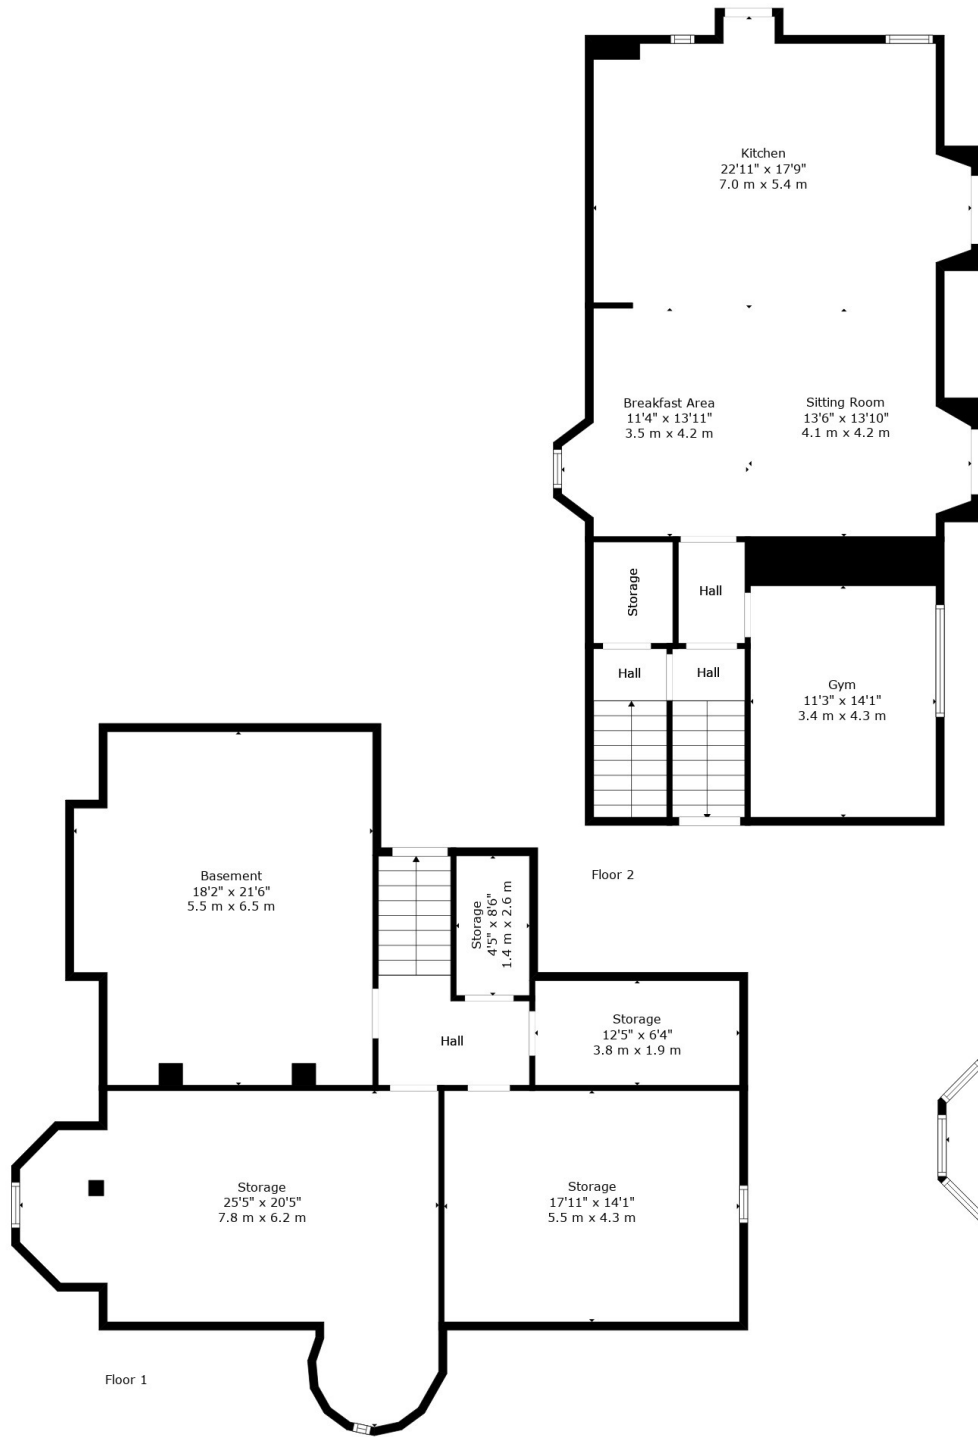 Kitchen
22'11" x 17'9"
7.0 m x 5.4 m
Breakfast Area
11'4" x 13'11"
3.5 m x 4.2 m
Sitting Room
13'6" x 13'10"
4.1 m x 4.2 m
Storage
Hall
Hall
Hall
Gym
11'3" x 14'1"
3.4 m x 4.3 m
Floor 2
Basement
18'2" x 21'6"
5.5 m x 6.5 m
Storage
4'5" x 8'6"
1.4 m x 2.6 m
Hall
Storage
12'5" x 6'4"
3.8 m x 1.9 m
Storage
25'5" x 20'5"
7.8 m x 6.2 m
Storage
17'11" x 14'1"
5.5 m x 4.3 m
Floor 1